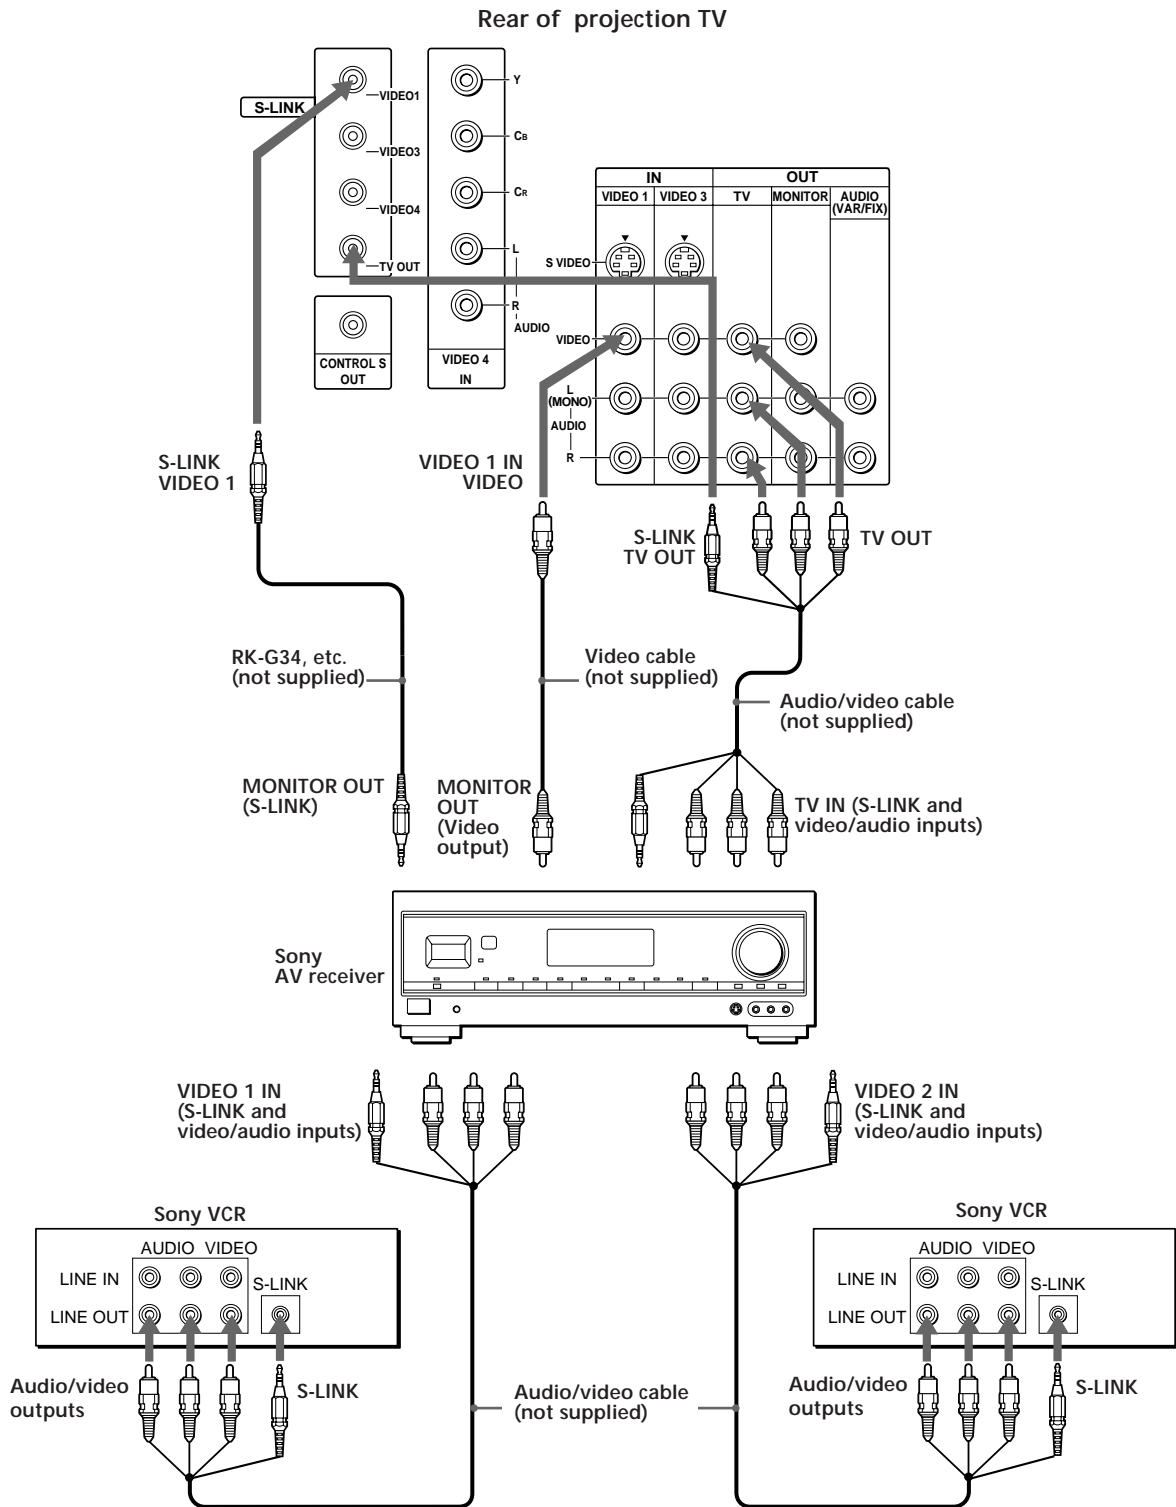 Rear of projection TV
S-LINK
VIDEO1
VIDEO3
VIDEO4
TV OUT
CONTROL S
OUT
Y
CB
CR
L
R
AUDIO
VIDEO 4
IN
IN
OUT
VIDEO 1
VIDEO 3
TV
MONITOR
AUDIO
(VAR/FIX)
S VIDEO
VIDEO
L
(MONO)
AUDIO
R
S-LINK
VIDEO 1
VIDEO 1 IN
VIDEO
S-LINK
TV OUT
TV OUT
RK-G34, etc.
(not supplied)
Video cable
(not supplied)
Audio/video cable
(not supplied)
MONITOR OUT
(S-LINK)
MONITOR
OUT
(Video
output)
TV IN (S-LINK and
video/audio inputs)
Sony
AV receiver
VIDEO 1 IN
(S-LINK and
video/audio inputs)
VIDEO 2 IN
(S-LINK and
video/audio inputs)
Sony VCR
AUDIO VIDEO
LINE IN
S-LINK
LINE OUT
Audio/video
outputs
S-LINK
Audio/video cable
(not supplied)
Sony VCR
AUDIO VIDEO
LINE IN
S-LINK
LINE OUT
Audio/video
outputs
S-LINK